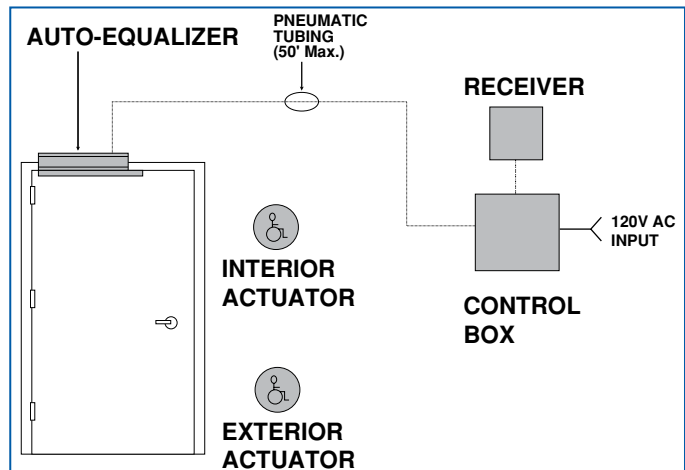 AUTO-EQUALIZER
PNEUMATIC
TUBING
(50' Max.)
RECEIVER
120V AC
INPUT
INTERIOR
ACTUATOR
CONTROL
BOX
EXTERIOR
ACTUATOR